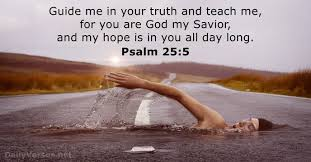 Guide me in your truth and teach me,
for you are God my Savior,
and my hope is in you all day long.
Psalm 25:5
DailyVerses.net